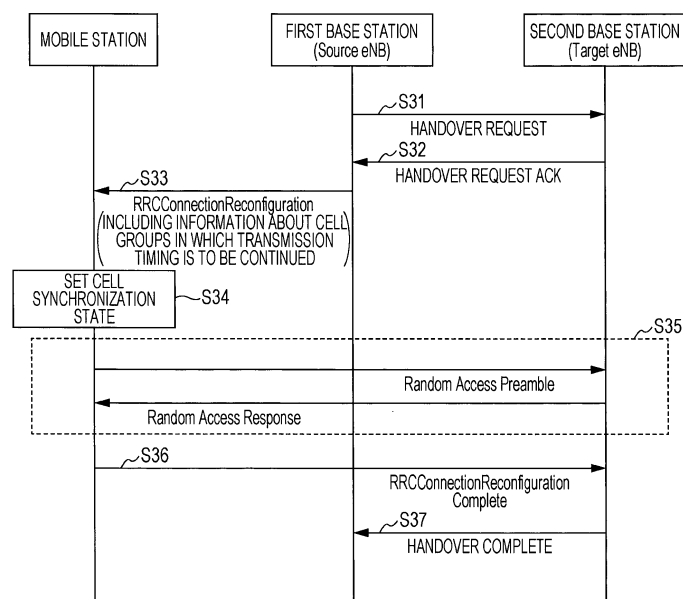 MOBILE STATION
FIRST BASE STATION
(Source eNB)
SECOND BASE STATION
(Target eNB)
S31
HANDOVER REQUEST
S32
HANDOVER REQUEST ACK
S33
RRCConnectionReconfiguration
(INCLUDING INFORMATION ABOUT CELL
GROUPS IN WHICH TRANSMISSION
TIMING IS TO BE CONTINUED)
SET CELL
SYNCHRONIZATION
STATE
S34
S35
Random Access Preamble
Random Access Response
S36
RRCConnectionReconfiguration
Complete
S37
HANDOVER COMPLETE